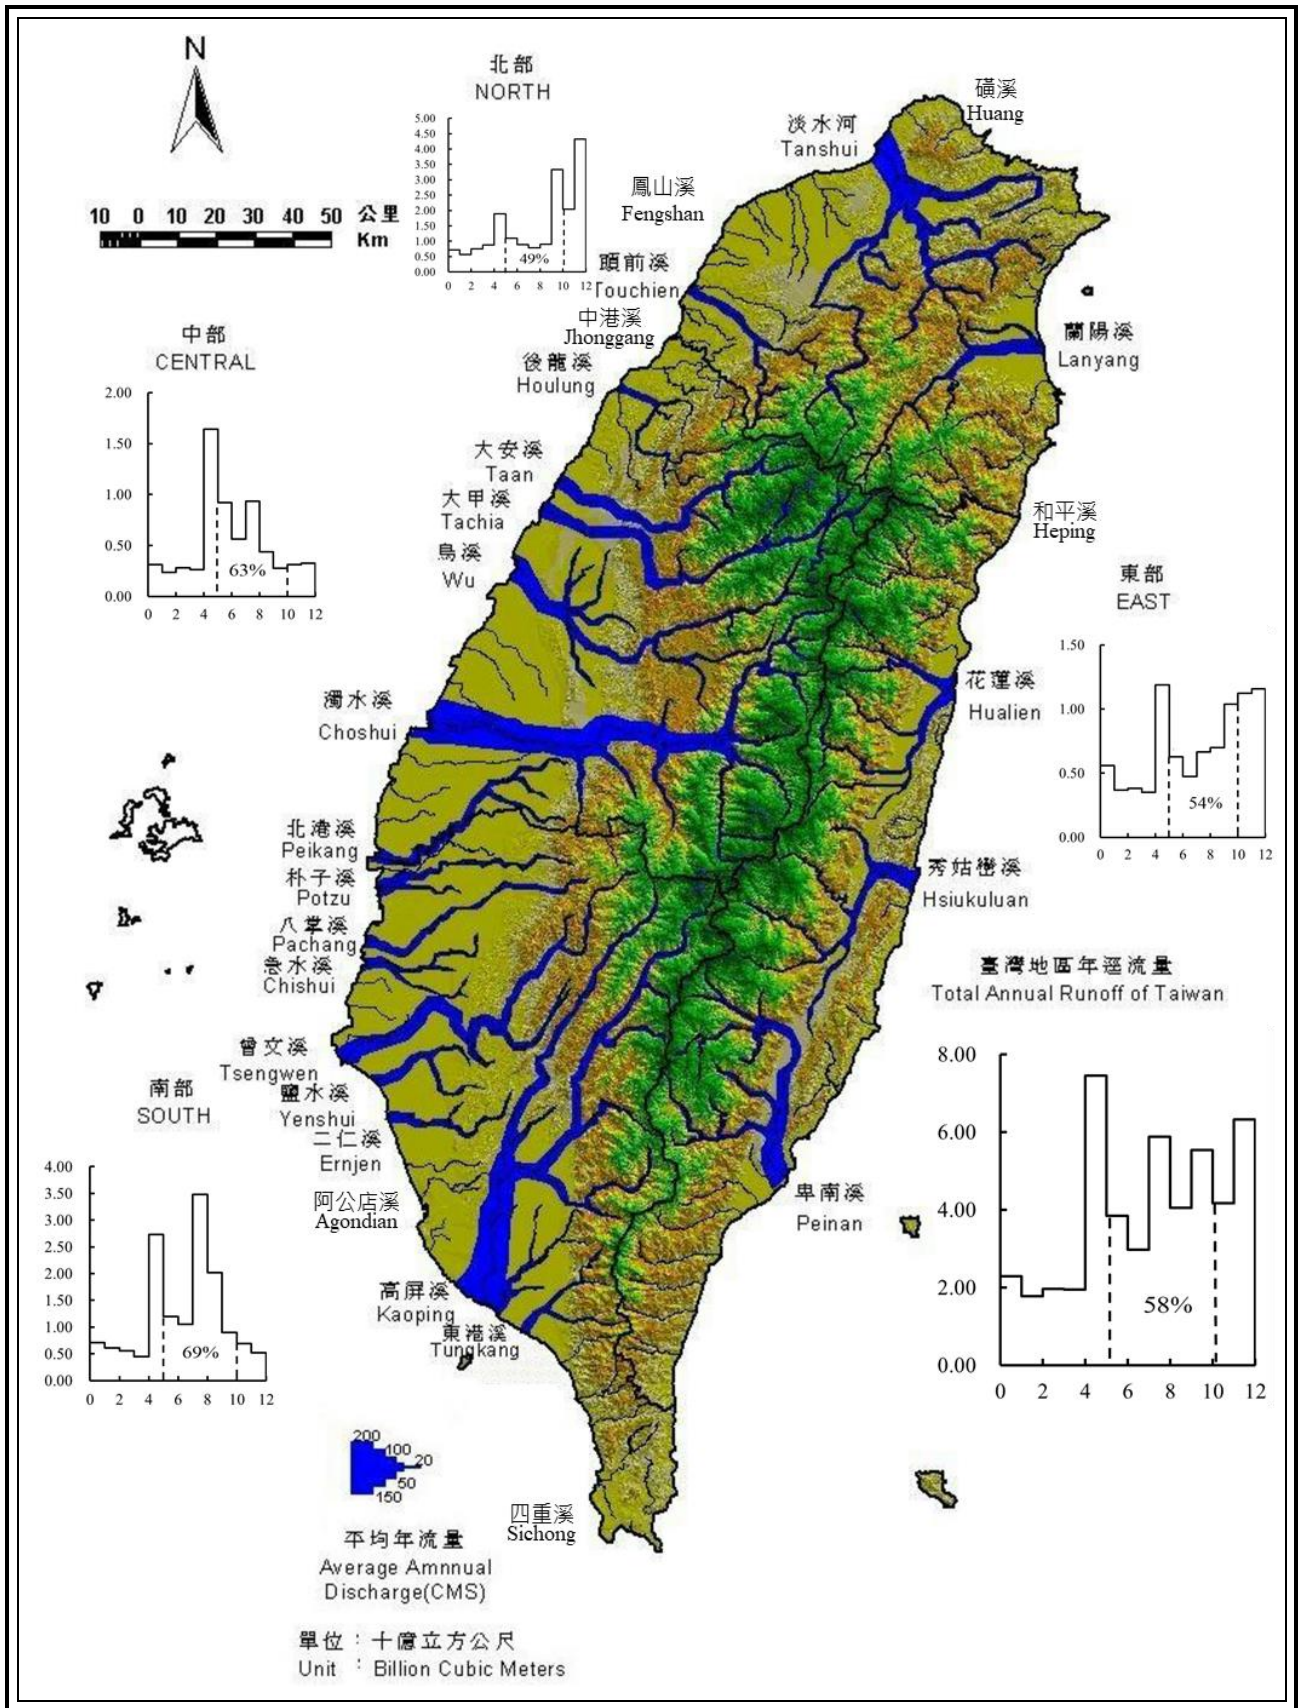 N
10 0 10 20 30 40 50 公里
Km
北部
NORTH
5.00
4.50
4.00
3.50
3.00
2.50
2.00
1.50
1.00
0.50
0.00
49%
0 2 4 6 8 10 12
磺溪
Huang
淡水河
Tanshui
鳳山溪
Fengshan
頭前溪
Touchien
中港溪
Jhonggang
後龍溪
Houlung
蘭陽溪
Lanyang
中部
CENTRAL
2.00
1.50
1.00
0.50
0.00
63%
0 2 4 6 8 10 12
大安溪
Taan
大甲溪
Tachia
烏溪
Wu
和平溪
Heping
東部
EAST
1.50
1.00
0.50
0.00
54%
0 2 4 6 8 10 12
花蓮溪
Hualien
濁水溪
Choshui
北港溪
Peikang
朴子溪
Potzu
八掌溪
Pachang
急水溪
Chishui
秀姑巒溪
Hsiukuluan
臺灣地區年逕流量
Total Annual Runoff of Taiwan
8.00
6.00
4.00
2.00
0.00
58%
0 2 4 6 8 10 12
曾文溪
Tsengwen
鹽水溪
Yenshui
二仁溪
Ernjen
阿公店溪
Agondian
南部
SOUTH
4.00
3.50
3.00
2.50
2.00
1.50
1.00
0.50
0.00
69%
0 2 4 6 8 10 12
卑南溪
Peinan
高屏溪
Kaoping
東港溪
Tungkang
200
100
20
50
150
四重溪
Sichong
平均年流量
Average Amnnual
Discharge(CMS)
單位：十億立方公尺
Unit : Billion Cubic Meters